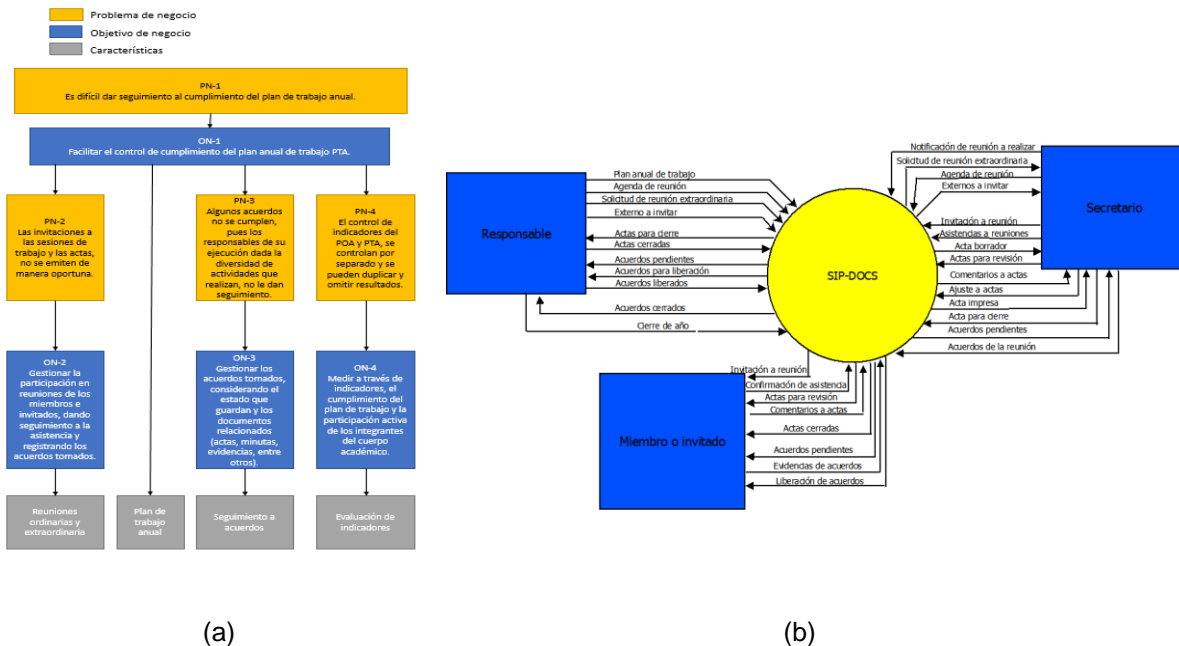 Problema de negocio
Objetivo de negocio
Características
PN-1
Es difícil dar seguimiento al cumplimiento del plan de trabajo anual.
ON-1
Facilitar el control de cumplimiento del plan anual de trabajo PTA.
PN-2
Las invitaciones a
las sesiones de
trabajo y las actas,
no se emiten de
manera oportuna.
PN-3
Algunos acuerdos
no se cumplen,
pues los
responsables de su
ejecución dada la
diversidad de
actividades que
realizan, no le dan
seguimiento.
PN-4
El control de
indicadores del
POA y PTA, se
controlan por
separado y se
pueden duplicar y
omitir resultados.
ON-2
Gestionar la
participación en
reuniones de los
miembros e
invitados, dando
seguimiento a la
asistencia y
registrando los
acuerdos tomados.
ON-3
Gestionar los
acuerdos tomados,
considerando el
estado que
guardan y los
documentos
relacionados
(actas, minutas,
evidencias, entre
otros).
ON-4
Medir a través de
indicadores, el
cumplimiento del
plan de trabajo y la
participación activa
de los integrantes
del cuerpo
académico.
Reuniones
ordinarias y
extraordinaria
Plan de
trabajo
anual
Seguimiento a
acuerdos
Evaluación de
indicadores
(a)
Responsable
Plan anual de trabajo
Agenda de reunión
Solicitud de reunión extraordinaria
Externo a invitar
Actas para cierre
Actas cerradas
Acuerdos pendientes
Acuerdos para liberación
Acuerdos liberados
Acuerdos cerrados
Cierre de año
SIP-DOCS
Notificación de reunión a realizar
Solicitud de reunión extraordinaria
Agenda de reunión
Externos a invitar
Invitación a reunión
Asistencias a reuniones
Acta borrador
Actas para revisión
Comentarios a actas
Ajuste a actas
Acta impresa
Acta para cierre
Acuerdos pendientes
Acuerdos de la reunión
Secretario
Miembro o invitado
Invitación a reunión
Confirmación de asistencia
Actas para revisión
Comentarios a actas
Actas cerradas
Acuerdos pendientes
Evidencias de acuerdos
Liberación de acuerdos
(b)